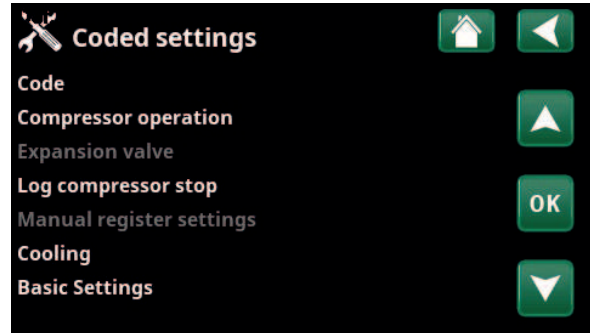 Coded settings
Code
Compressor operation
Expansion valve
Log compressor stop
Manual register settings
OK
Cooling
Basic Settings